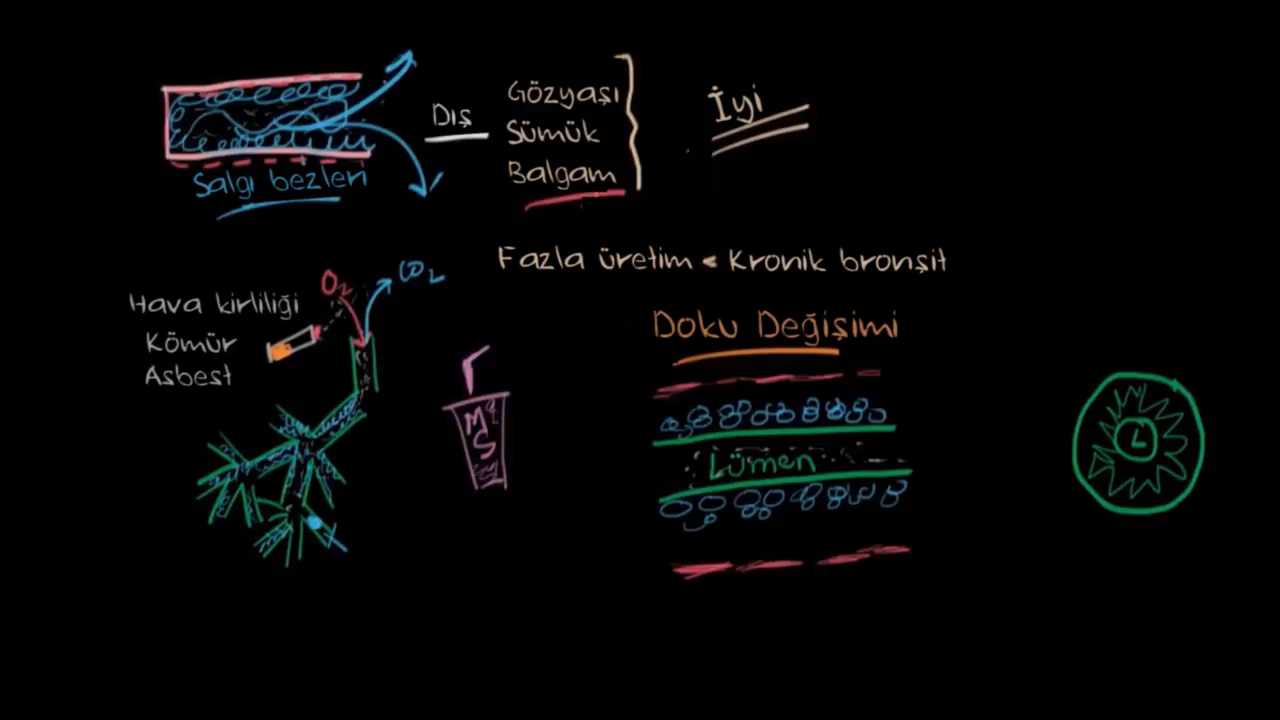 Dış
Gözyaşı
Sümük
Balgam
İyi
Salgı bezleri
Fazla üretim < Kronik bronşit
O₂
CO₂
Hava kirliliği
Kömür
Asbest
Doku Değişimi
Lümen
M
S
L